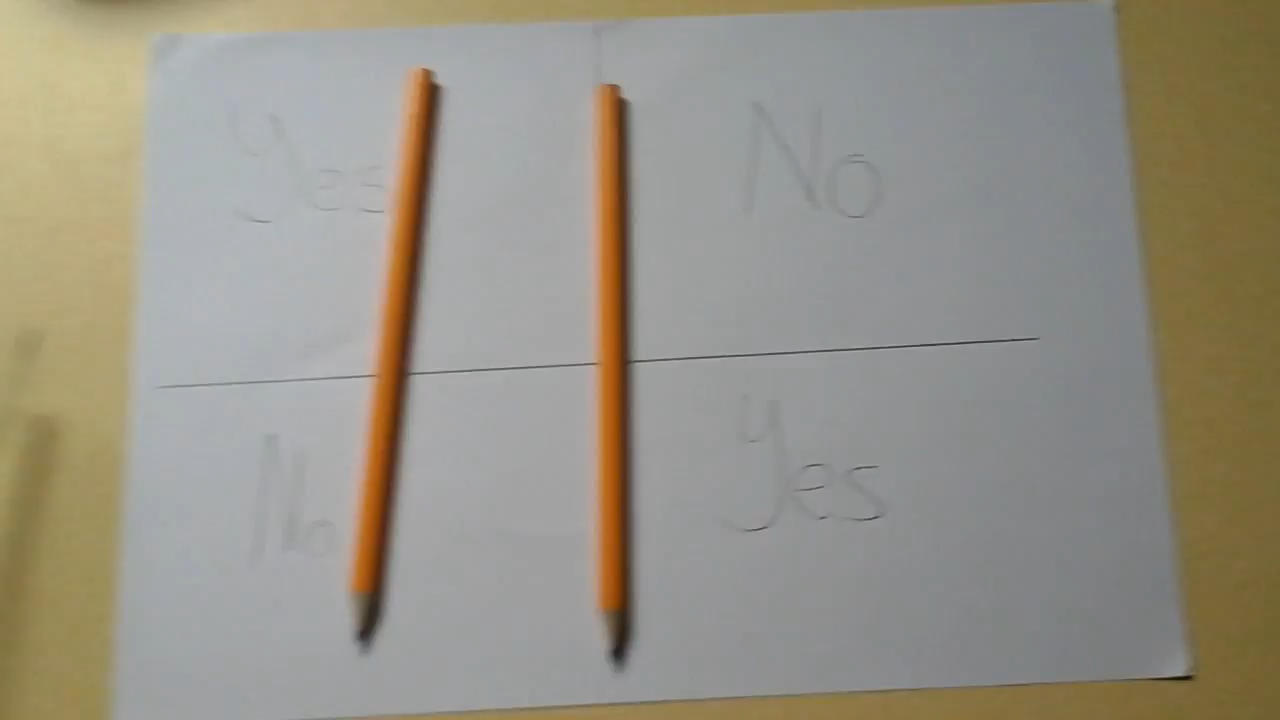 Yes No
No Yes